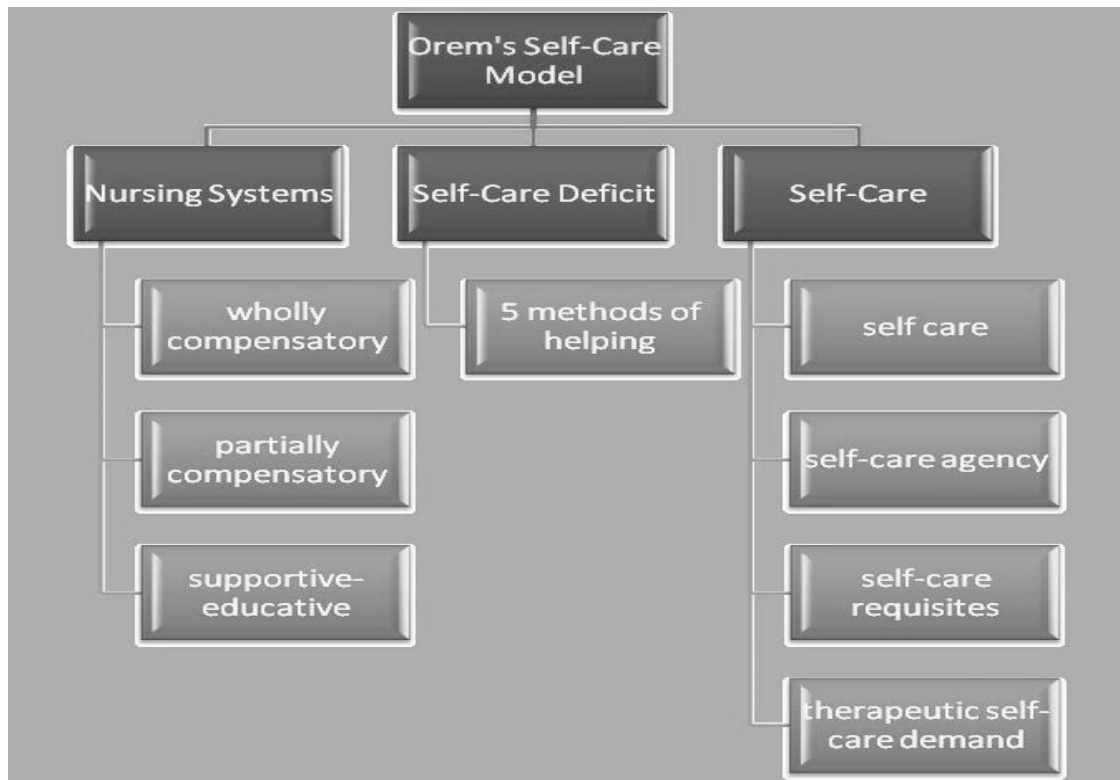 Orem's Self-Care
Model
Nursing Systems
Self-Care Deficit
Self-Care
wholly
compensatory
5 methods of
helping
self care
partially
compensatory
self-care agency
supportive-
educative
self-care
requisites
therapeutic self-
care demand